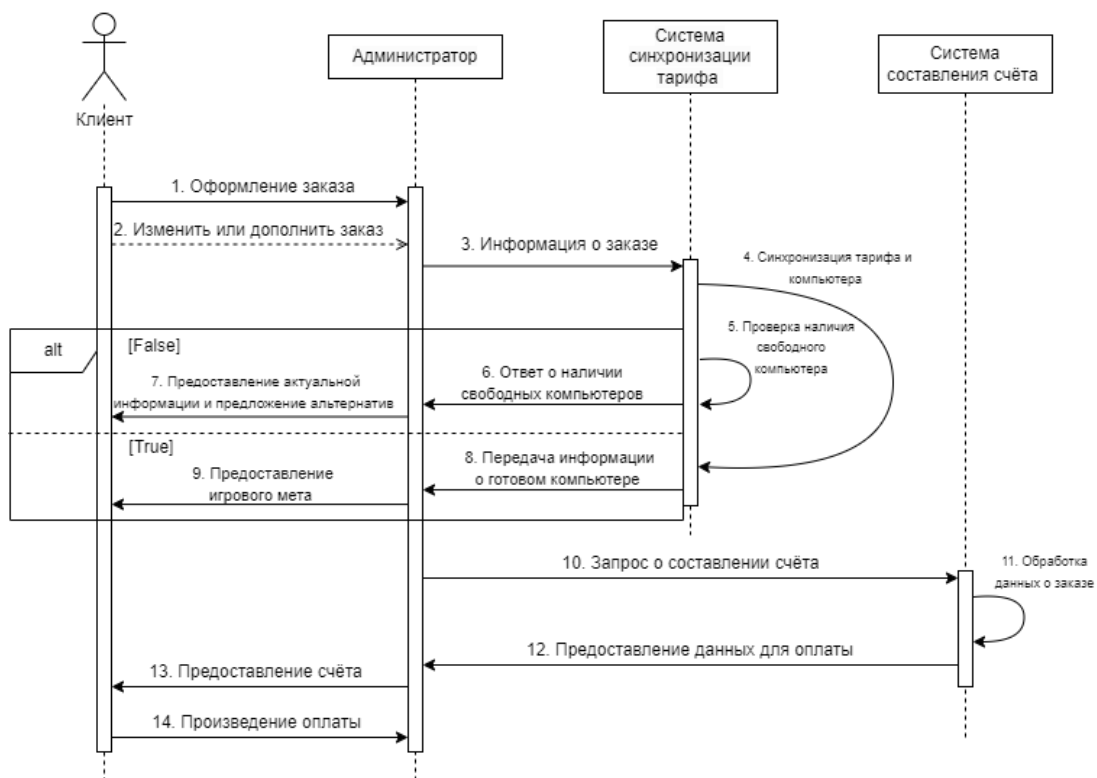 Клиент
Администратор
Система
синхронизации
тарифа
Система
составления счёта
1. Оформление заказа
2. Изменить или дополнить заказ
3. Информация о заказе
4. Синхронизация тарифа и
компьютера
5. Проверка наличия
свободного
компьютера
alt
[False]
6. Ответ о наличии
свободных компьютеров
7. Предоставление актуальной
информации и предложение альтернатив
[True]
8. Передача информации
о готовом компьютере
9. Предоставление
игрового мета
10. Запрос о составлении счёта
11. Обработка
данных о заказе
12. Предоставление данных для оплаты
13. Предоставление счёта
14. Произведение оплаты